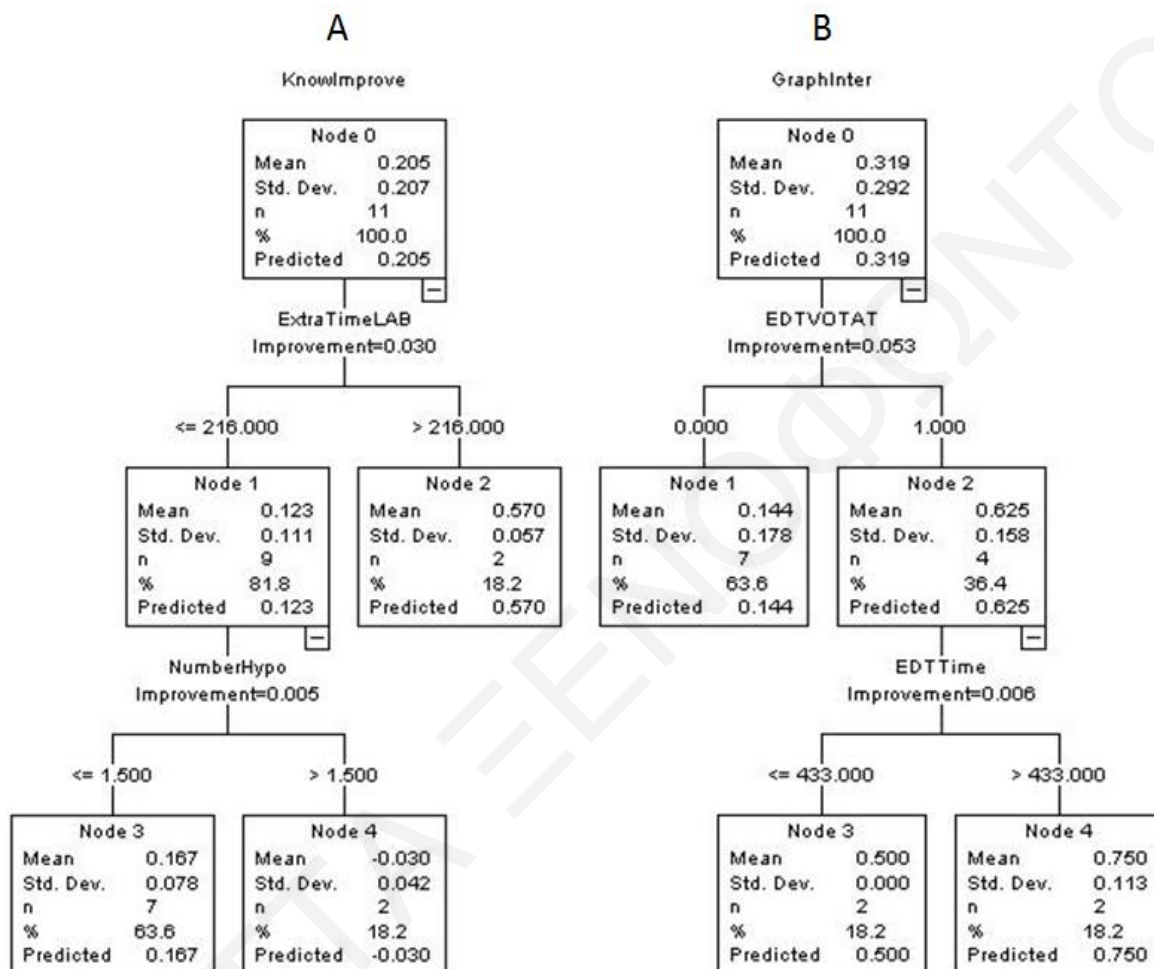 A
KnowImprove
Node 0
Mean 0.205
Std. Dev. 0.207
n 11
% 100.0
Predicted 0.205
ExtraTimeLAB
Improvement=0.030
<= 216.000
> 216.000
Node 1
Mean 0.123
Std. Dev. 0.111
n 9
% 81.8
Predicted 0.123
Node 2
Mean 0.570
Std. Dev. 0.057
n 2
% 18.2
Predicted 0.570
NumberHypo
Improvement=0.005
<= 1.500
> 1.500
Node 3
Mean 0.167
Std. Dev. 0.078
n 7
% 63.6
Predicted 0.167
Node 4
Mean -0.030
Std. Dev. 0.042
n 2
% 18.2
Predicted -0.030
B
GraphInter
Node 0
Mean 0.319
Std. Dev. 0.292
n 11
% 100.0
Predicted 0.319
EDTVOTAT
Improvement=0.053
0.000
1.000
Node 1
Mean 0.144
Std. Dev. 0.178
n 7
% 63.6
Predicted 0.144
Node 2
Mean 0.625
Std. Dev. 0.158
n 4
% 36.4
Predicted 0.625
EDTTime
Improvement=0.006
<= 433.000
> 433.000
Node 3
Mean 0.500
Std. Dev. 0.000
n 2
% 18.2
Predicted 0.500
Node 4
Mean 0.750
Std. Dev. 0.113
n 2
% 18.2
Predicted 0.750